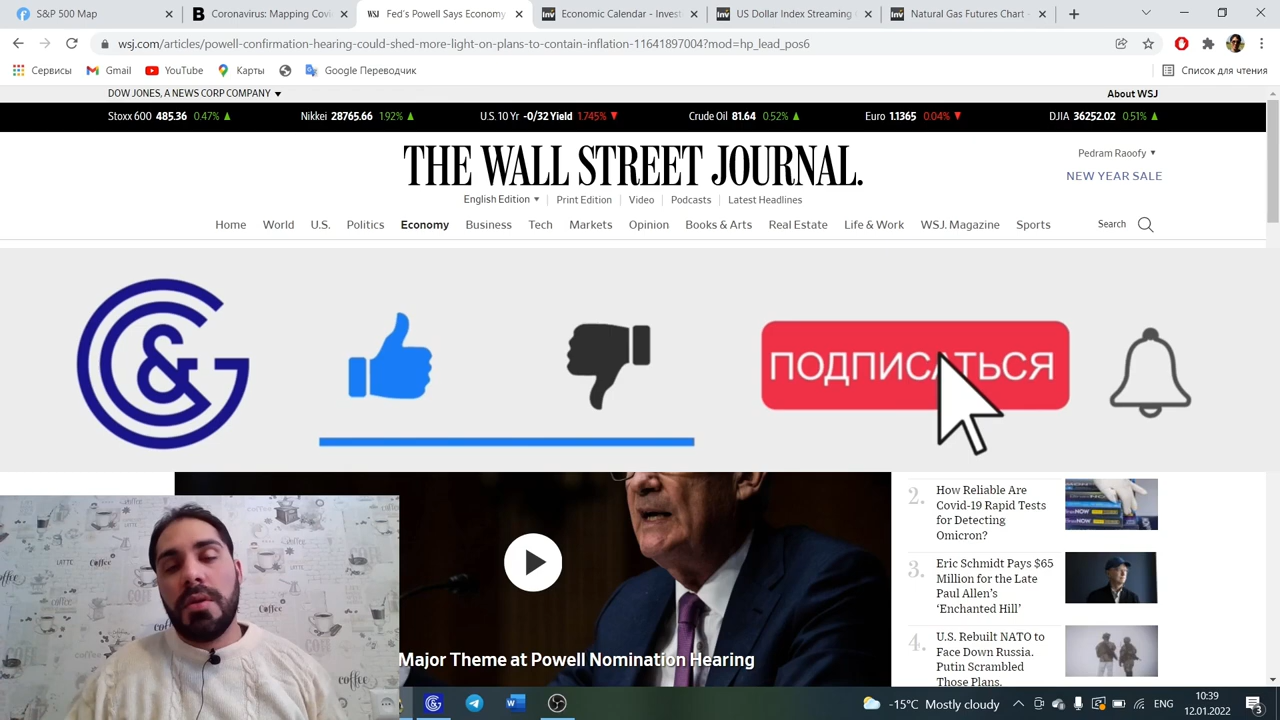 S&P 500 Map
Coronavirus: Mapping Covi
Fed's Powell Says Economy
Economic Calendar - Investi
US Dollar Index Streaming
Natural Gas Futures Chart -
wsj.com/articles/powell-confirmation-hearing-could-shed-more-light-on-plans-to-contain-inflation-11641897004?mod=hp_lead_pos6
Сервисы Gmail YouTube Карты Google Переводчик Список для чтения
DOW JONES, A NEWS CORP COMPANY About WSJ
Stoxx 600 485.36 0.47% Nikkei 28765.66 1.92% U.S. 10 Yr -0/32 Yield 1.745% Crude Oil 81.64 0.52% Euro 1.1365 0.04% DJIA 36252.02 0.51%
THE WALL STREET JOURNAL.
Pedram Raoofy
NEW YEAR SALE
English Edition Print Edition Video Podcasts Latest Headlines
Home World U.S. Politics Economy Business Tech Markets Opinion Books & Arts Real Estate Life & Work WSJ. Magazine Sports Search
G&
ПОДПИСАТЬСЯ
2. How Reliable Are
Covid-19 Rapid Tests
for Detecting
Omicron?
3. Eric Schmidt Pays $65
Million for the Late
Paul Allen's
‘Enchanted Hill’
4. U.S. Rebuilt NATO to
Face Down Russia.
Putin Scrambled
Those Plans.
Major Theme at Powell Nomination Hearing
-15°C Mostly cloudy ENG
10:39
12.01.2022
3